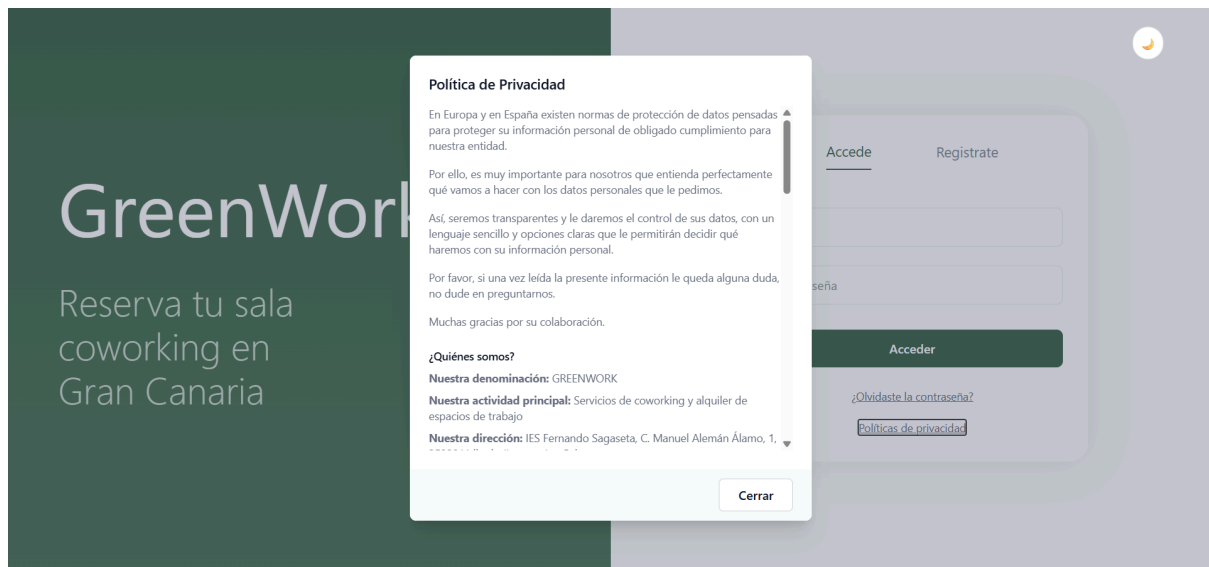 GreenWork
Reserva tu sala
coworking en
Gran Canaria
Política de Privacidad
En Europa y en España existen normas de protección de datos pensadas
para proteger su información personal de obligado cumplimiento para
nuestra entidad.
Por ello, es muy importante para nosotros que entienda perfectamente
qué vamos a hacer con los datos personales que le pedimos.
Así, seremos transparentes y le daremos el control de sus datos, con un
lenguaje sencillo y opciones claras que le permitirán decidir qué
haremos con su información personal.
Por favor, si una vez leída la presente información le queda alguna duda,
no dude en preguntarnos.
Muchas gracias por su colaboración.
¿Quiénes somos?
Nuestra denominación: GREENWORK
Nuestra actividad principal: Servicios de coworking y alquiler de
espacios de trabajo
Nuestra dirección: IES Fernando Sagaseta, C. Manuel Alemán Álamo, 1,
Cerrar
Accede
Registrate
seña
Acceder
¿Olvidaste la contraseña?
Políticas de privacidad